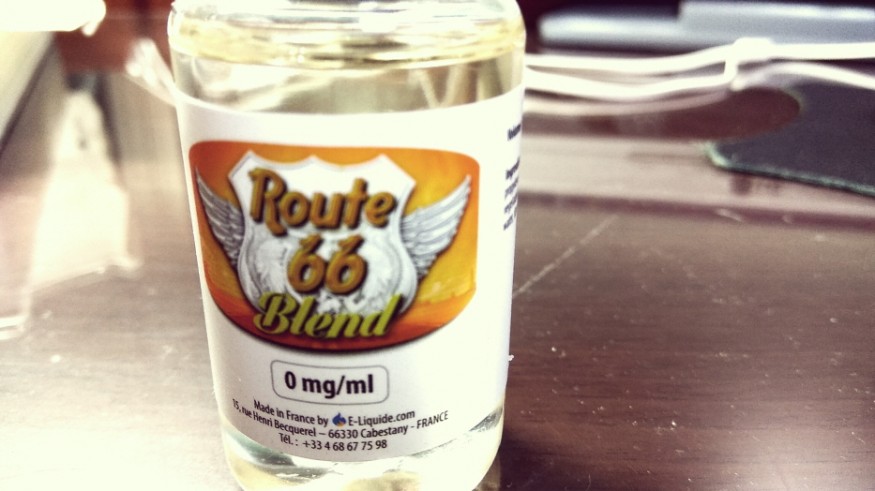 Route
66
Blend
0 mg/ml
Made in France by E-Liquide.com
15, rue Henri Becquerel – 66330 Cabestany - FRANCE
Tél. : +33 4 68 67 75 98